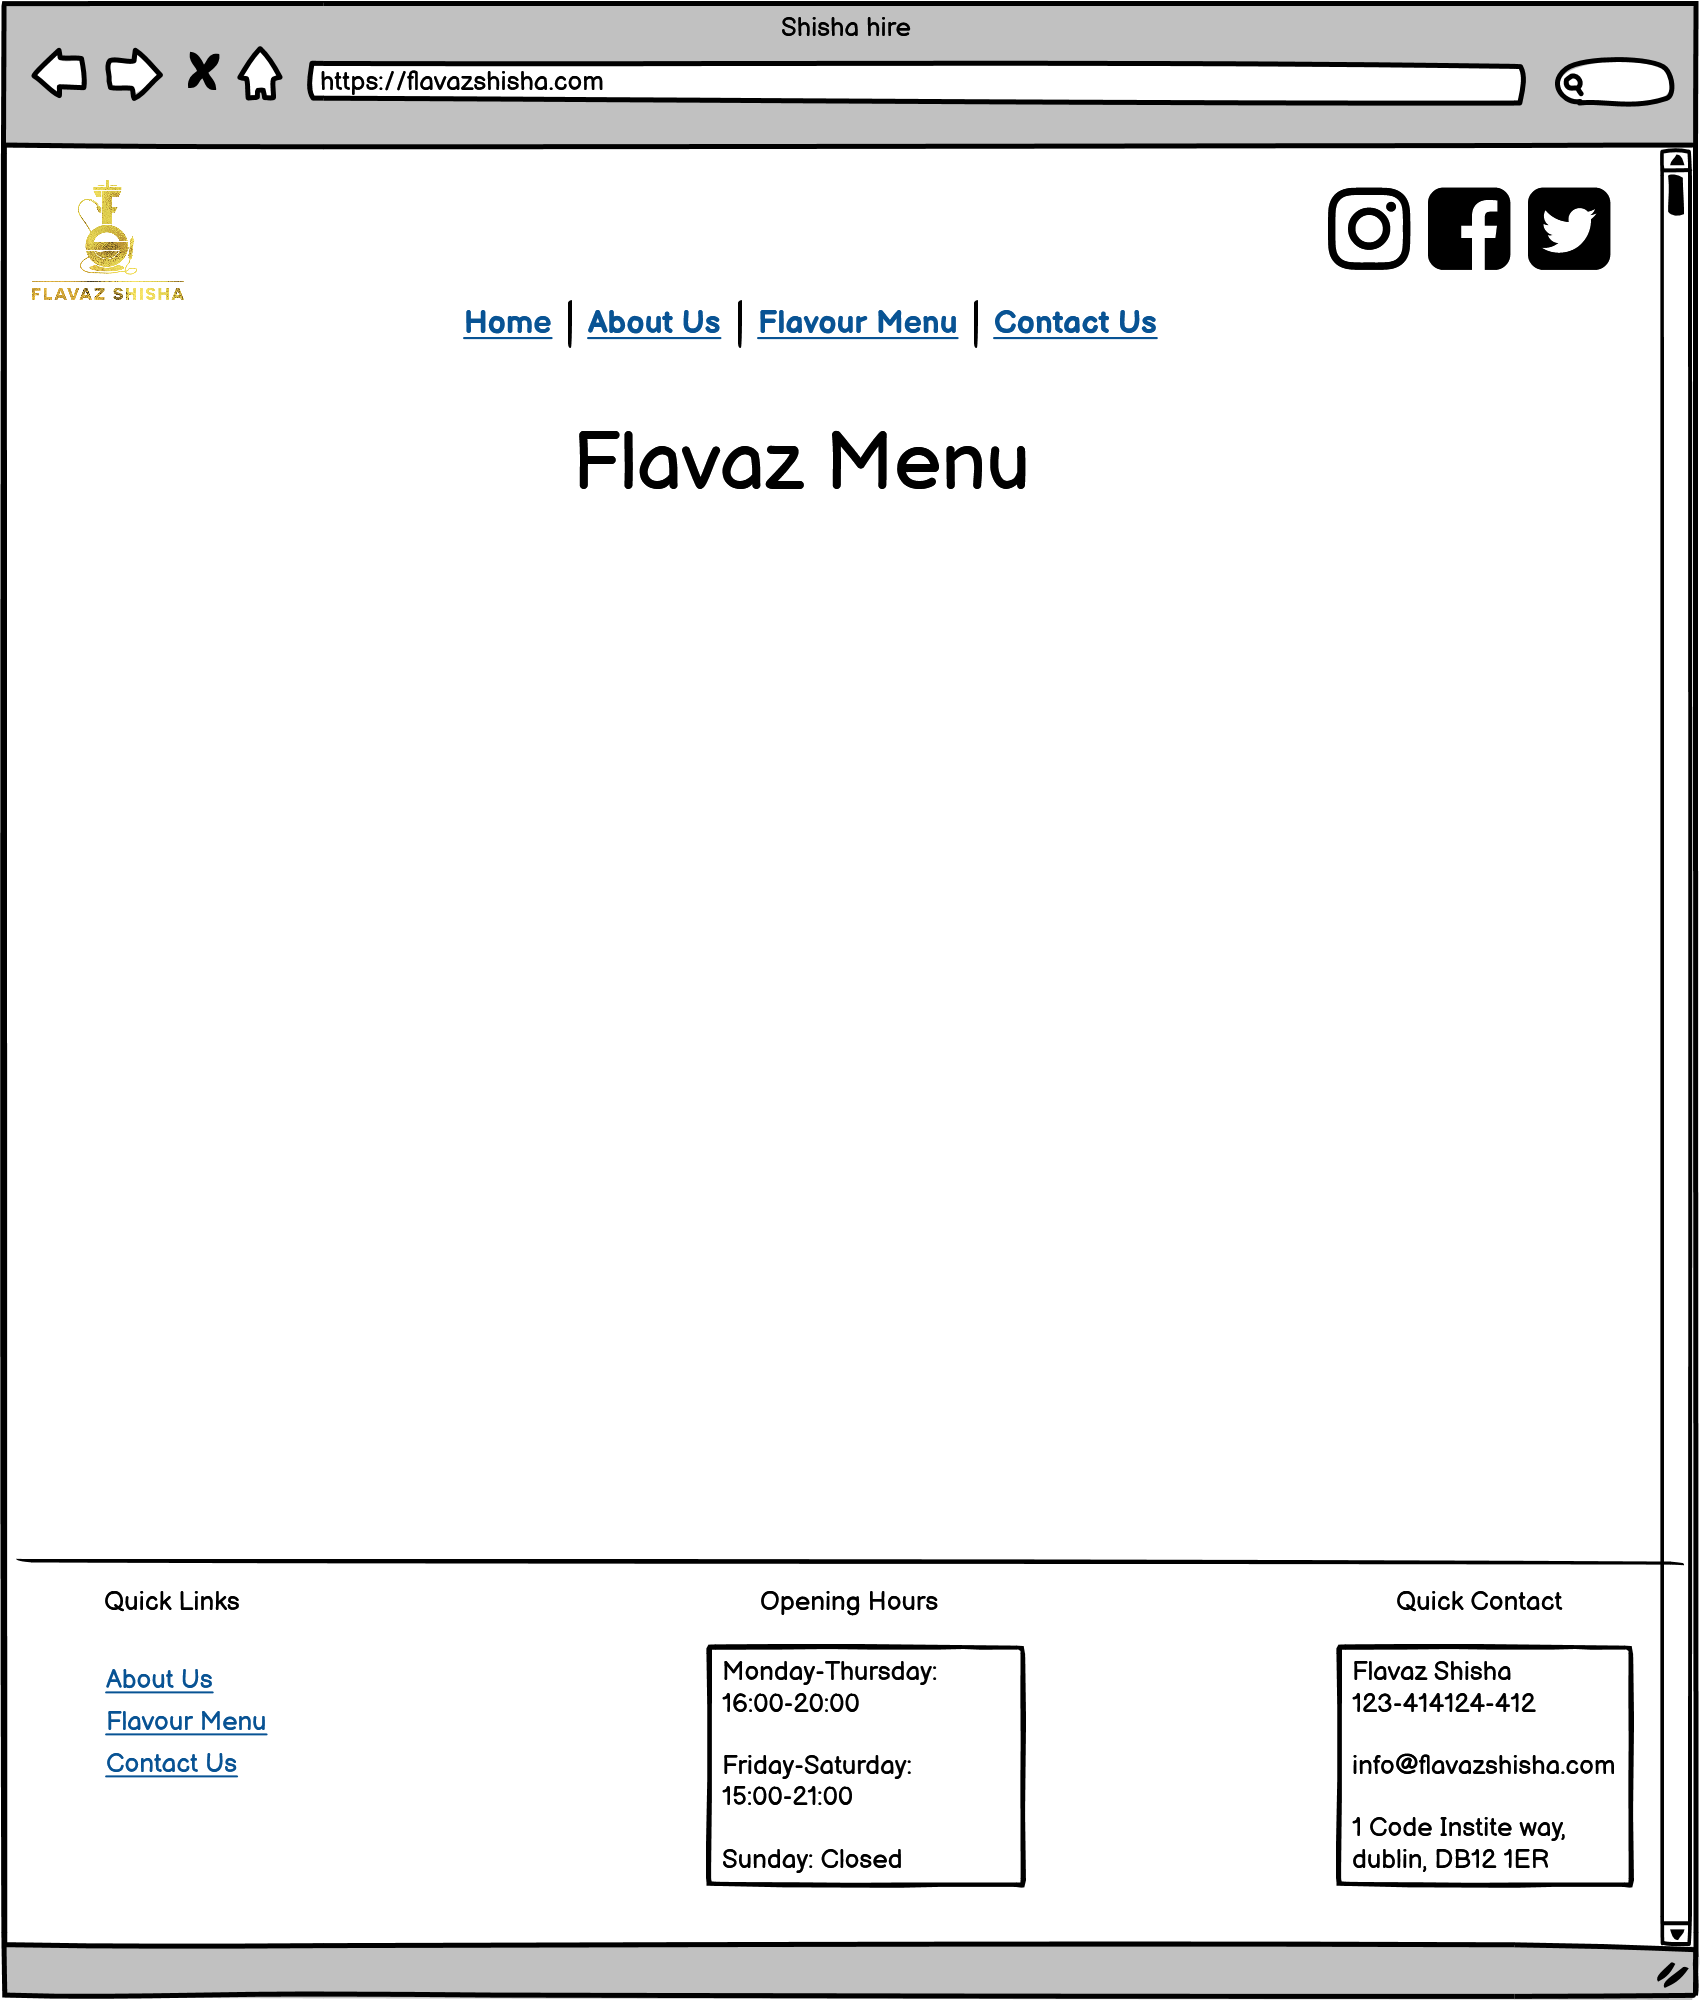 Shisha hire
https://flavazshisha.com
FLAVAZ SHISHA
Home | About Us | Flavour Menu | Contact Us
Flavaz Menu
Quick Links
About Us
Flavour Menu
Contact Us
Opening Hours
Monday-Thursday:
16:00-20:00
Friday-Saturday:
15:00-21:00
Sunday: Closed
Quick Contact
Flavaz Shisha
123-414124-412
info@flavazshisha.com
1 Code Instite way,
dublin, DB12 1ER